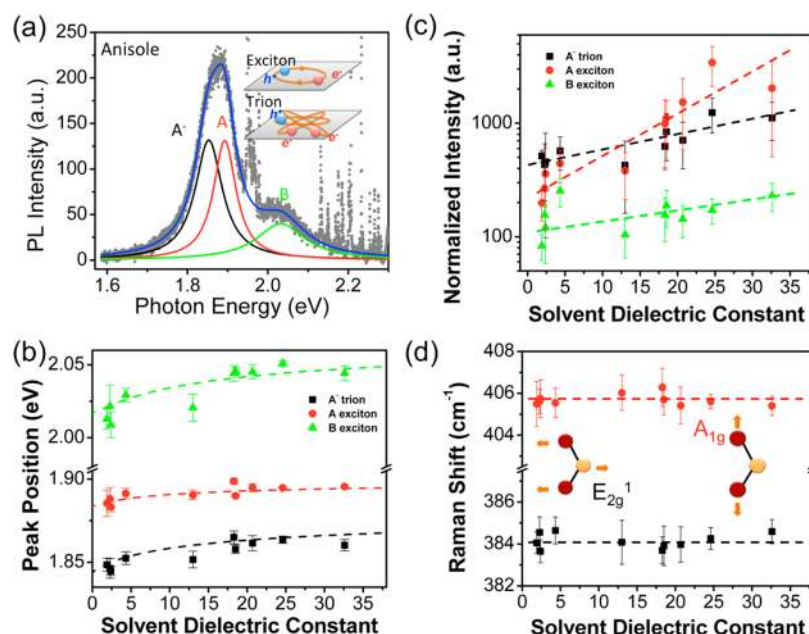 (a)
Anisole
250
200
150
100
50
0
PL Intensity (a.u.)
Exciton
h⁺
e⁻
Trion
h⁺
e⁻
e⁻
A⁻
A
B
1.6
1.8
2.0
2.2
Photon Energy (eV)
(b)
2.05
2.00
1.90
1.85
Peak Position (eV)
A⁻ trion
A exciton
B exciton
0
5
10
15
20
25
30
35
Solvent Dielectric Constant
(c)
1000
100
Normalized Intensity (a.u.)
A⁻ trion
A exciton
B exciton
0
5
10
15
20
25
30
35
Solvent Dielectric Constant
(d)
408
406
404
386
384
382
Raman Shift (cm⁻¹)
A₁g
E₂g¹
0
5
10
15
20
25
30
35
Solvent Dielectric Constant